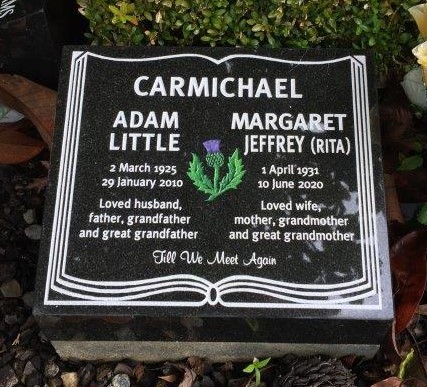 CARMICHAEL
ADAM
LITTLE
2 March 1925
29 January 2010
Loved husband,
father, grandfather
and great grandfather
MARGARET
JEFFREY (RITA)
1 April 1931
10 June 2020
Loved wife,
mother, grandmother
and great grandmother
Till We Meet Again